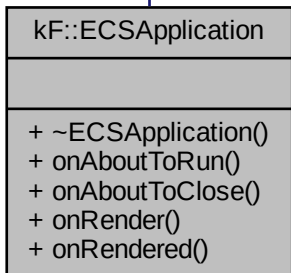 kF::ECSApplication
+ ~ECSApplication()
+ onAboutToRun()
+ onAboutToClose()
+ onRender()
+ onRendered()